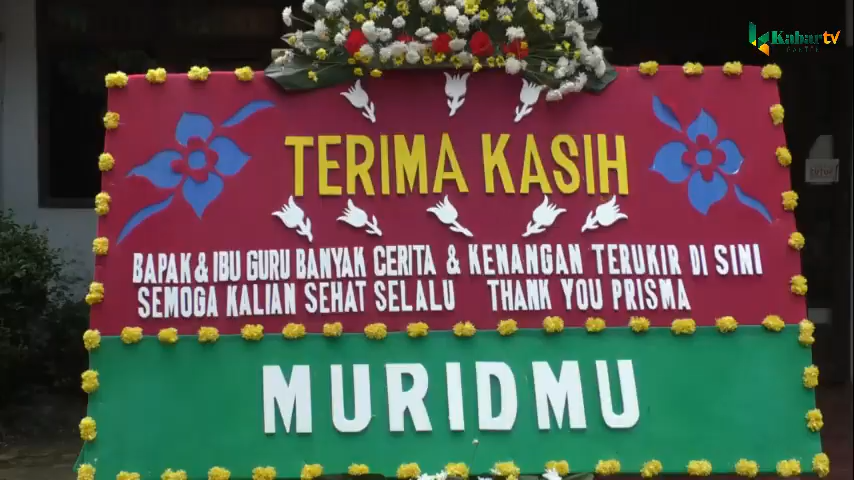 Kabartv
TERIMA KASIH
BAPAK & IBU GURU BANYAK CERITA & KENANGAN TERUKIR DI SINI
SEMOGA KALIAN SEHAT SELALU THANK YOU PRISMA
MURIDMU